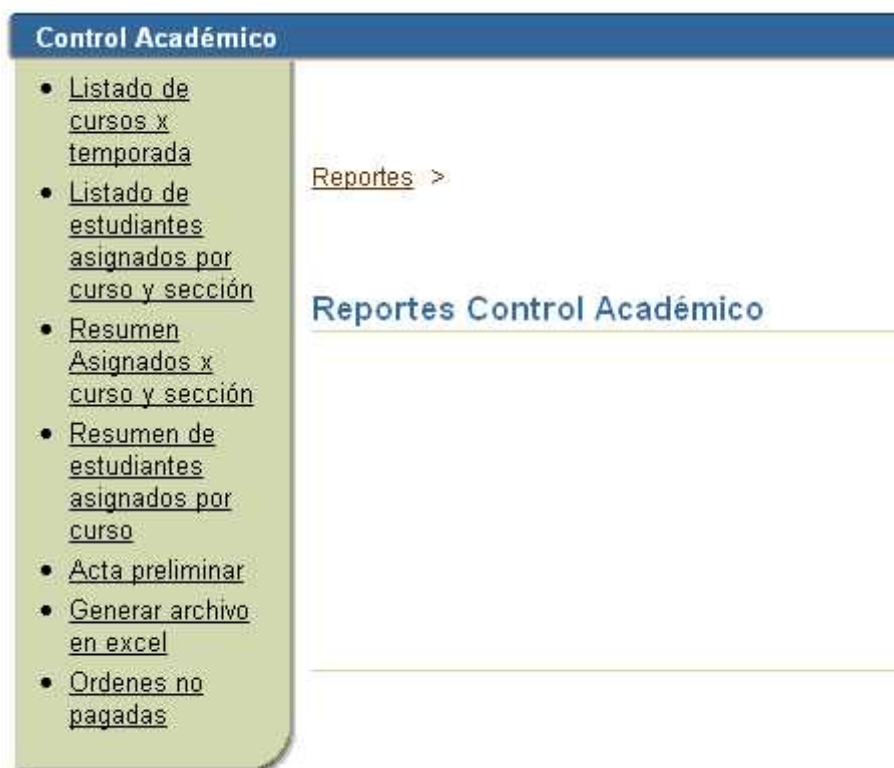 Control Académico
Listado de
cursos x
temporada
Listado de
estudiantes
asignados por
curso y sección
Resumen
Asignados x
curso y sección
Resumen de
estudiantes
asignados por
curso
Acta preliminar
Generar archivo
en excel
Ordenes no
pagadas
Reportes >
Reportes Control Académico